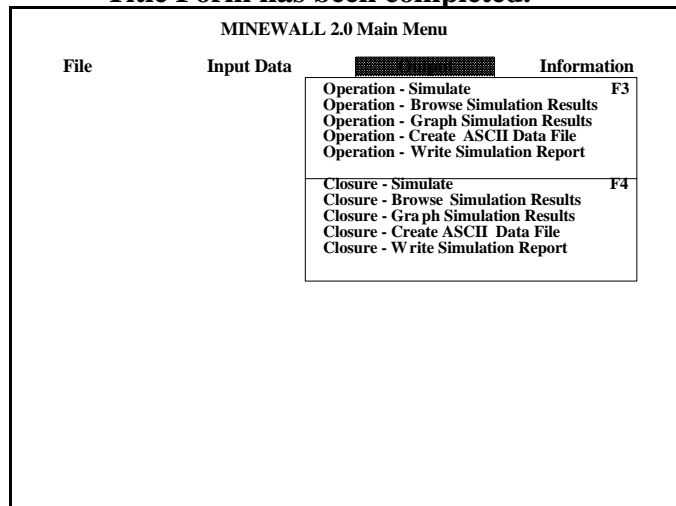 Title Form has been completed.
MINEWALL 2.0 Main Menu
File Input Data Output Information
Operation - Simulate F3
Operation - Browse Simulation Results
Operation - Graph Simulation Results
Operation - Create ASCII Data File
Operation - Write Simulation Report
Closure - Simulate F4
Closure - Browse Simulation Results
Closure - Graph Simulation Results
Closure - Create ASCII Data File
Closure - Write Simulation Report